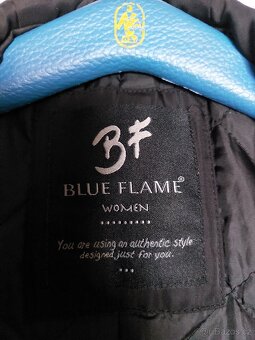 BF
BLUE FLAME®
WOMEN
You are using an authentic style
designed just for you.